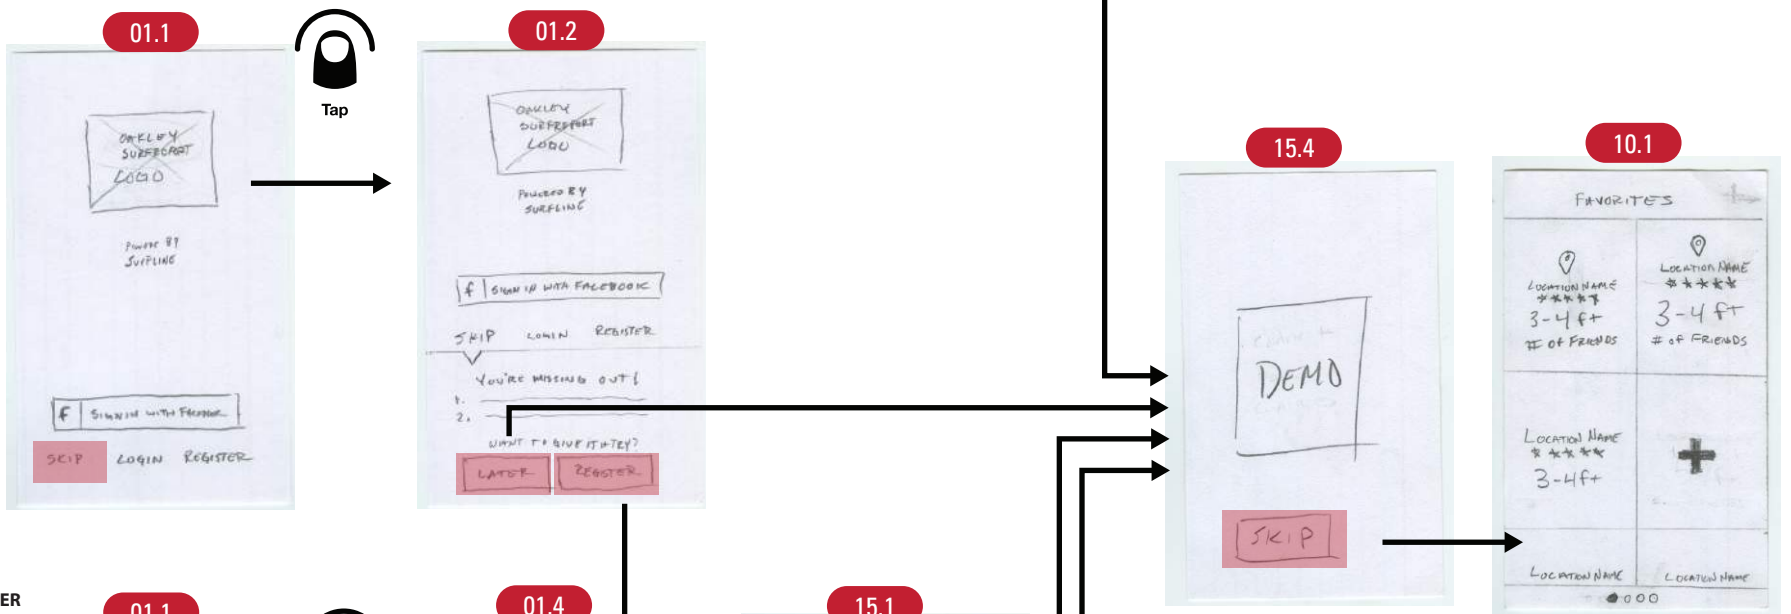 01.1
Tap
OAKLEY
SURFREPORT
LOGO
POWERE BY
SURFLINE
f SIGN IN WITH FACEBOOK
SKIP LOGIN REGISTER
01.2
OAKLEY
SURFREPORT
LOGO
POWERED BY
SURFLINE
f SIGN IN WITH FACEBOOK
SKIP LOGIN REGISTER
YOU'RE MISSING OUT!
1.
2.
WANT TO GIVE IT A TRY?
LATER REGISTER
15.4
DEMO
SKIP
10.1
FAVORITES
LOCATION NAME
*****
3-4 ft
# of FRIENDS
LOCATION NAME
*****
3-4 ft
# of FRIENDS
LOCATION NAME
*****
3-4 ft
+
LOCATION NAME
LOCATION NAME
ER
01.1
01.4
15.1